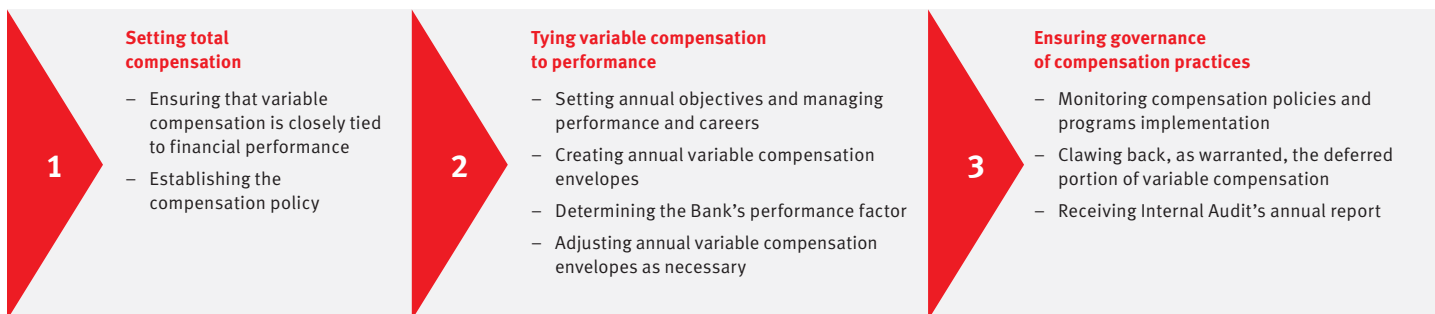 1
Setting total
compensation
– Ensuring that variable
compensation is closely tied
to financial performance
– Establishing the
compensation policy
2
Tying variable compensation
to performance
– Setting annual objectives and managing
performance and careers
– Creating annual variable compensation
envelopes
– Determining the Bank’s performance factor
– Adjusting annual variable compensation
envelopes as necessary
3
Ensuring governance
of compensation practices
– Monitoring compensation policies and
programs implementation
– Clawing back, as warranted, the deferred
portion of variable compensation
– Receiving Internal Audit’s annual report